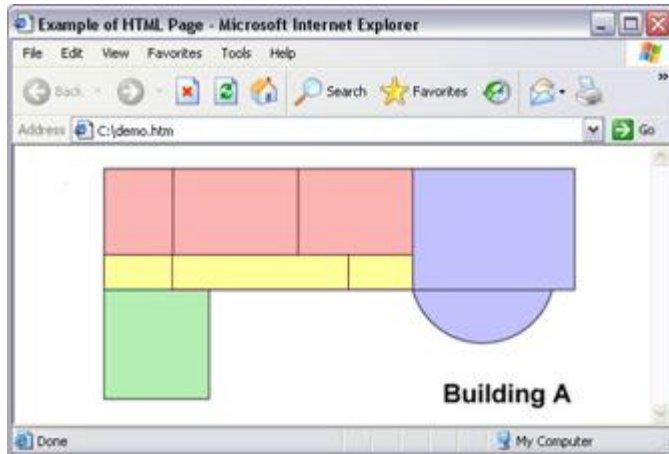 Example of HTML Page - Microsoft Internet Explorer
File Edit View Favorites Tools Help
Back Search Favorites »
Address C:\demo.htm Go
Building A
Done My Computer